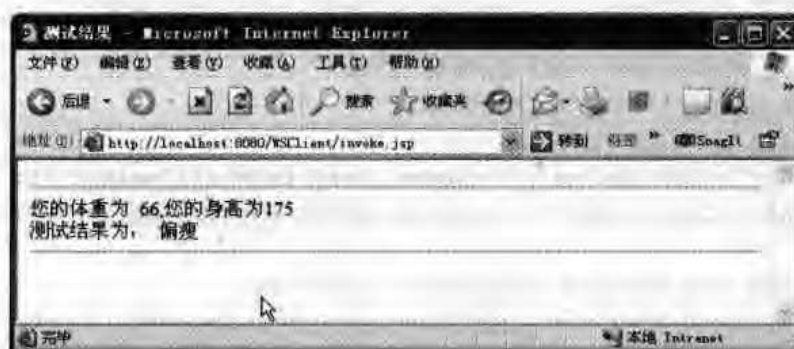 测试结果 - Microsoft Internet Explorer
文件(F) 编辑(E) 查看(V) 收藏(A) 工具(T) 帮助(H)
后退 搜索 收藏夹
地址(D) http://localhost:8080/WSClient/invoke.jsp 转到 SnagIt
您的体重为 66,您的身高为175
测试结果为, 偏瘦
完毕 本地 Intranet